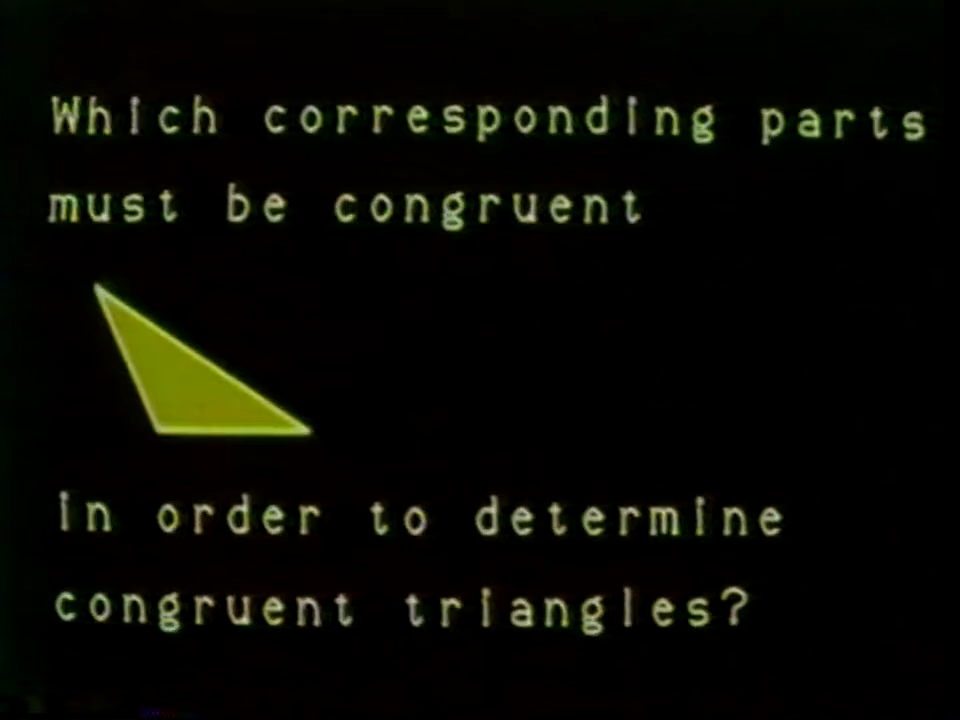 Which corresponding parts
must be congruent
in order to determine
congruent triangles?